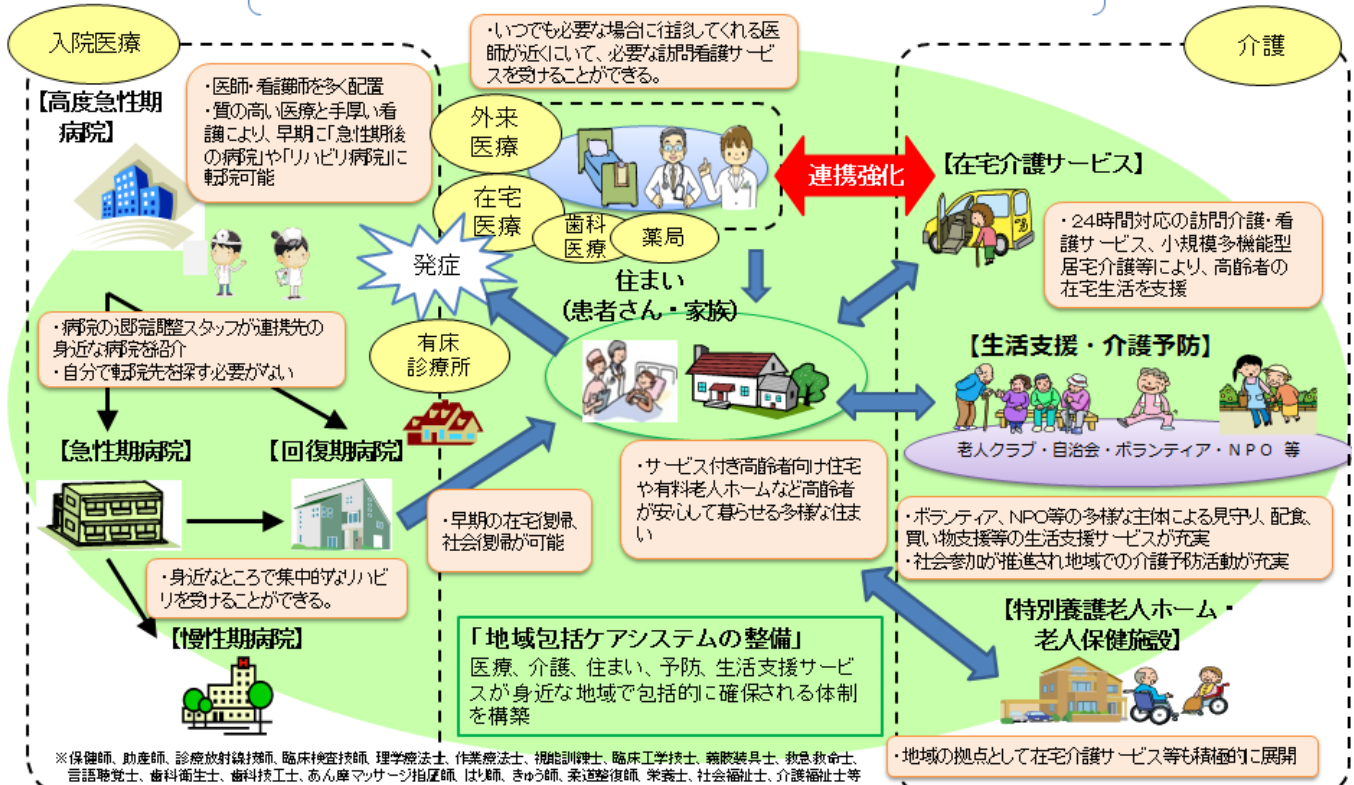 入院医療
介護
・いつでも必要な場合に往診してくれる医
師が近くにいて、必要な訪問看護サービ
スを受けることができる。
【高度急性期
病院】
・医師・看護師を多く配置
・質の高い医療と手厚い看
護により、早期に「急性期後
の病院」や「リハビリ病院」に
転院可能
外来
医療
在宅
医療
歯科
医療
薬局
連携強化
【在宅介護サービス】
・24時間対応の訪問介護・看
護サービス、小規模多機能型
居宅介護等により、高齢者の
在宅生活を支援
発症
住まい
(患者さん・家族)
・病院の退院調整スタッフが連携先の
身近な病院を紹介
・自分で転院先を探す必要がない
有床
診療所
【生活支援・介護予防】
老人クラブ・自治会・ボランティア・NPO 等
【急性期病院】
【回復期病院】
・早期の在宅復帰、
社会復帰が可能
・サービス付き高齢者向け住宅
や有料老人ホームなど高齢者
が安心して暮らせる多様な住ま
い
・ボランティア、NPO等の多様な主体による見守り、配食、
買い物支援等の生活支援サービスが充実
・社会参加が推進され地域での介護予防活動が充実
・身近なところで集中的なリハビ
リを受けることができる。
【慢性期病院】
「地域包括ケアシステムの整備」
医療、介護、住まい、予防、生活支援サービ
スが身近な地域で包括的に確保される体制
を構築
【特別養護老人ホーム・
老人保健施設】
・地域の拠点として在宅介護サービス等も積極的に展開
※保健師、助産師、診療放射線技師、臨床検査技師、理学療法士、作業療法士、視能訓練士、臨床工学技士、義肢装具士、救急救命士、
言語聴覚士、歯科衛生士、歯科技工士、あん摩マッサージ指圧師、はり師、きゅう師、柔道整復師、栄養士、社会福祉士、介護福祉士等